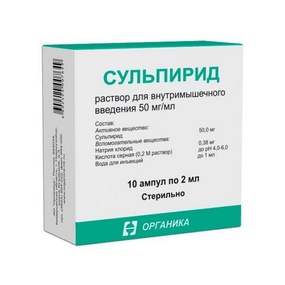 СУЛЬПИРИД
раствор для внутримышечного
введения 50 мг/мл
Состав:
Активное вещество:
Сульпирид 50,0 мг
Вспомогательные вещества:
Натрия хлорид 0,38 мг
Кислота серная (0,2 М раствор) до pH 4,0-6,0
Вода для инъекций до 1 мл
10 ампул по 2 мл
Стерильно
ОРГАНИКА